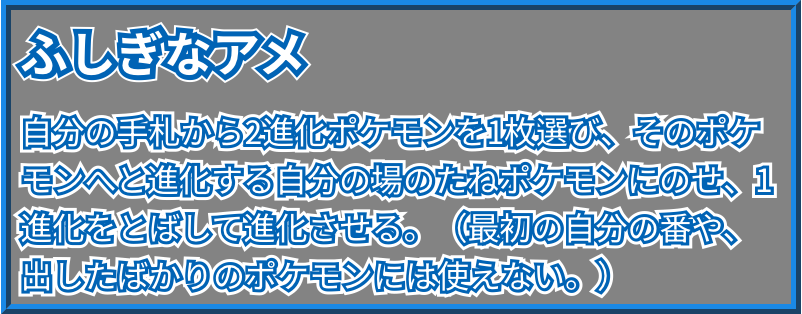 ふしぎなアメ
自分の手札から2進化ポケモンを1枚選び、そのポケ
モンへと進化する自分の場のたねポケモンにのせ、1
進化をとばして進化させる。（最初の自分の番や、
出したばかりのポケモンには使えない。）